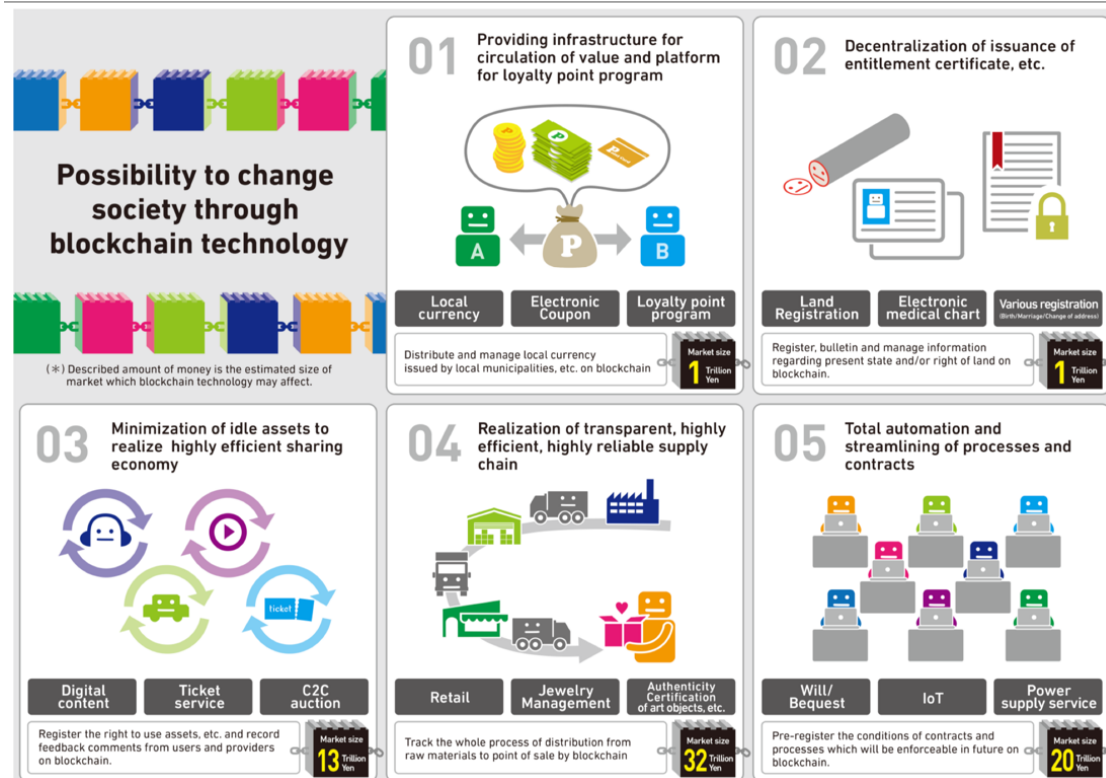 Possibility to change
society through
blockchain technology
(*) Described amount of money is the estimated size of
market which blockchain technology may affect.
01
Providing infrastructure for
circulation of value and platform
for loyalty point program
P
P
A
P
B
Local
currency
Electronic
Coupon
Loyalty point
program
Distribute and manage local currency
issued by local municipalities, etc. on blockchain
Market size
1 Trillion
Yen
02
Decentralization of issuance of
entitlement certificate, etc.
Land
Registration
Electronic
medical chart
Various registration
(Birth/Marriage/Change of address)
Register, bulletin and manage information
regarding present state and/or right of land on
blockchain.
Market size
1 Trillion
Yen
03
Minimization of idle assets to
realize highly efficient sharing
economy
ticket
Digital
content
Ticket
service
C2C
auction
Register the right to use assets, etc. and record
feedback comments from users and providers
on blockchain.
Market size
13 Trillion
Yen
04
Realization of transparent, highly
efficient, highly reliable supply
chain
Retail
Jewelry
Management
Authenticity
Certification
of art objects, etc.
Track the whole process of distribution from
raw materials to point of sale by blockchain
Market size
32 Trillion
Yen
05
Total automation and
streamlining of processes and
contracts
Will/
Bequest
IoT
Power
supply service
Pre-register the conditions of contracts and
processes which will be enforceable in future on
blockchain.
Market size
20 Trillion
Yen